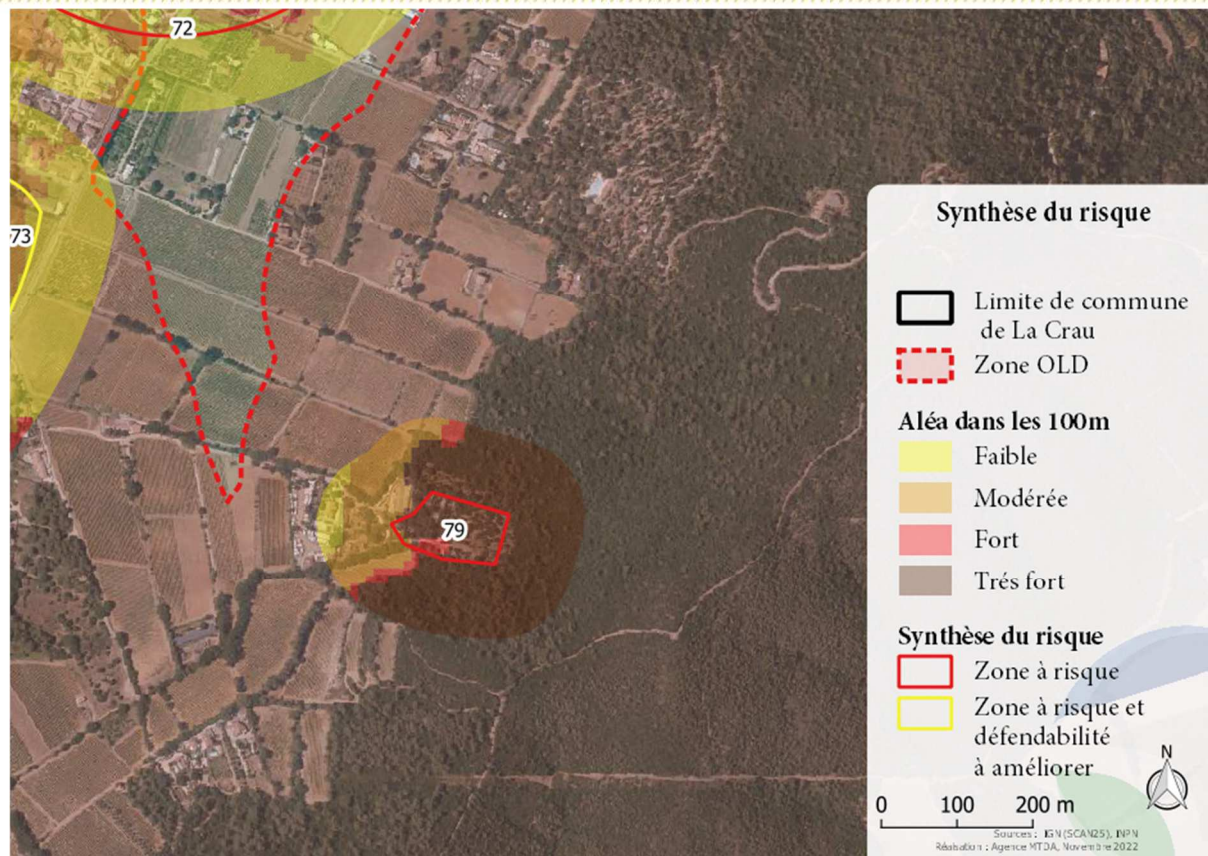 72
73
79
Synthèse du risque
Limite de commune
de La Crau
Zone OLD
Aléa dans les 100m
Faible
Modérée
Fort
Trés fort
Synthèse du risque
Zone à risque
Zone à risque et
défendabilité
à améliorer
N
0 100 200 m
Sources : IGN (SCAN25), INPN
Réalisation : Agence MTDA, Novembre 2022